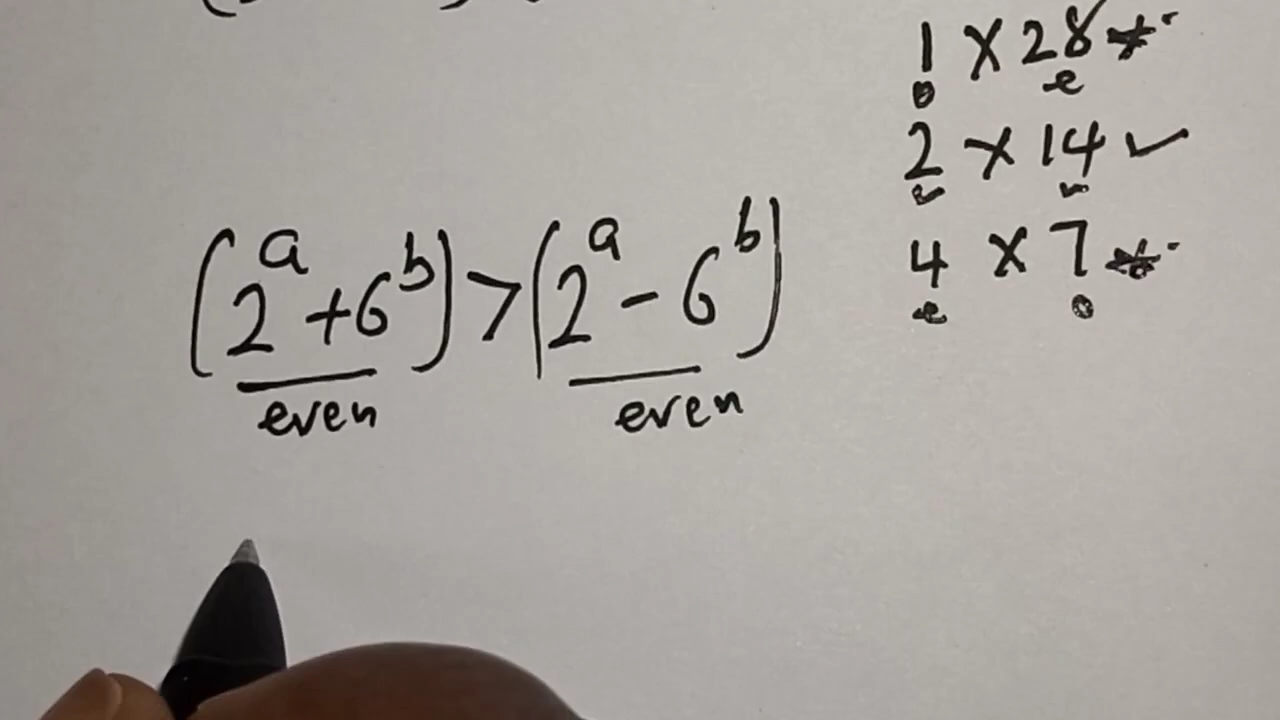 1 × 28 *
o e
2 × 14 ✓
e e
4 × 7 *
e o
(2^a + 6^b) > (2^a - 6^b)
even even